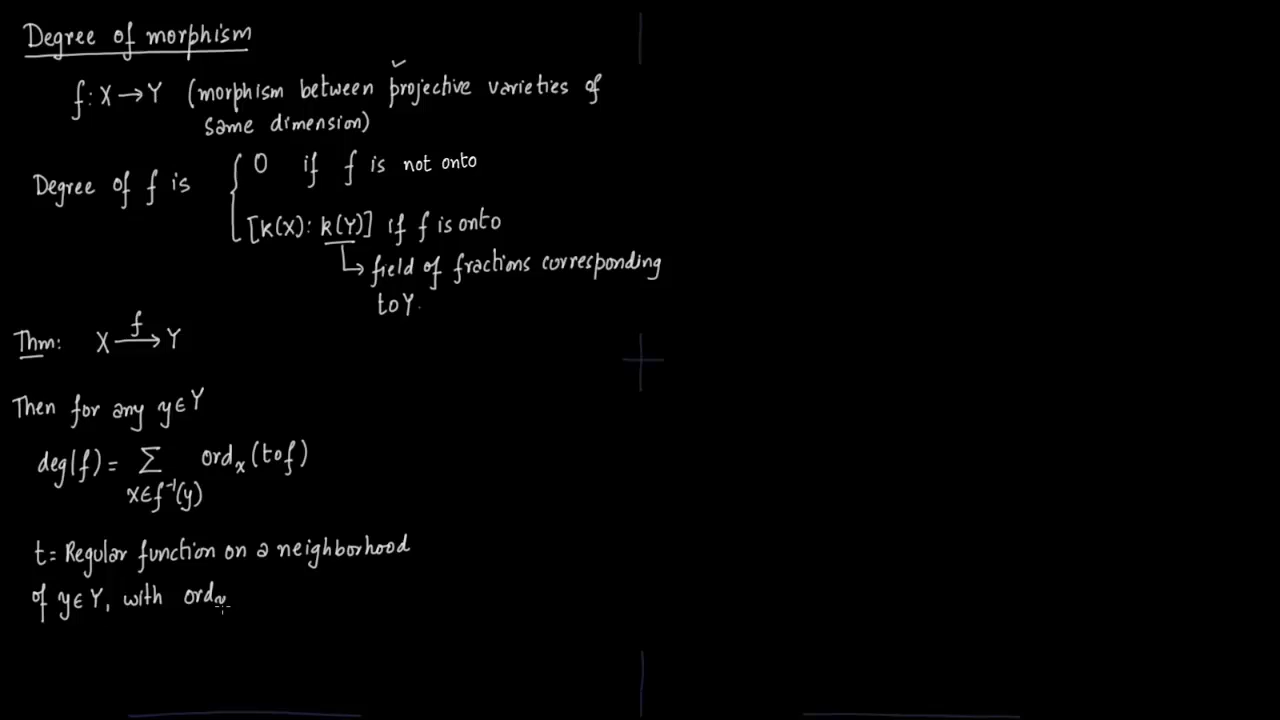 Degree of morphism
f: X → Y (morphism between projective varieties of
same dimension)
Degree of f is { 0 if f is not onto
[k(X): k(Y)] if f is onto
↳ field of fractions corresponding
to Y.
Thm: X →^f Y
Then for any y ∈ Y
deg(f) = ∑_{x ∈ f⁻¹(y)} ord_x (t∘f)
t = Regular function on a neighborhood
of y ∈ Y, with ord_y